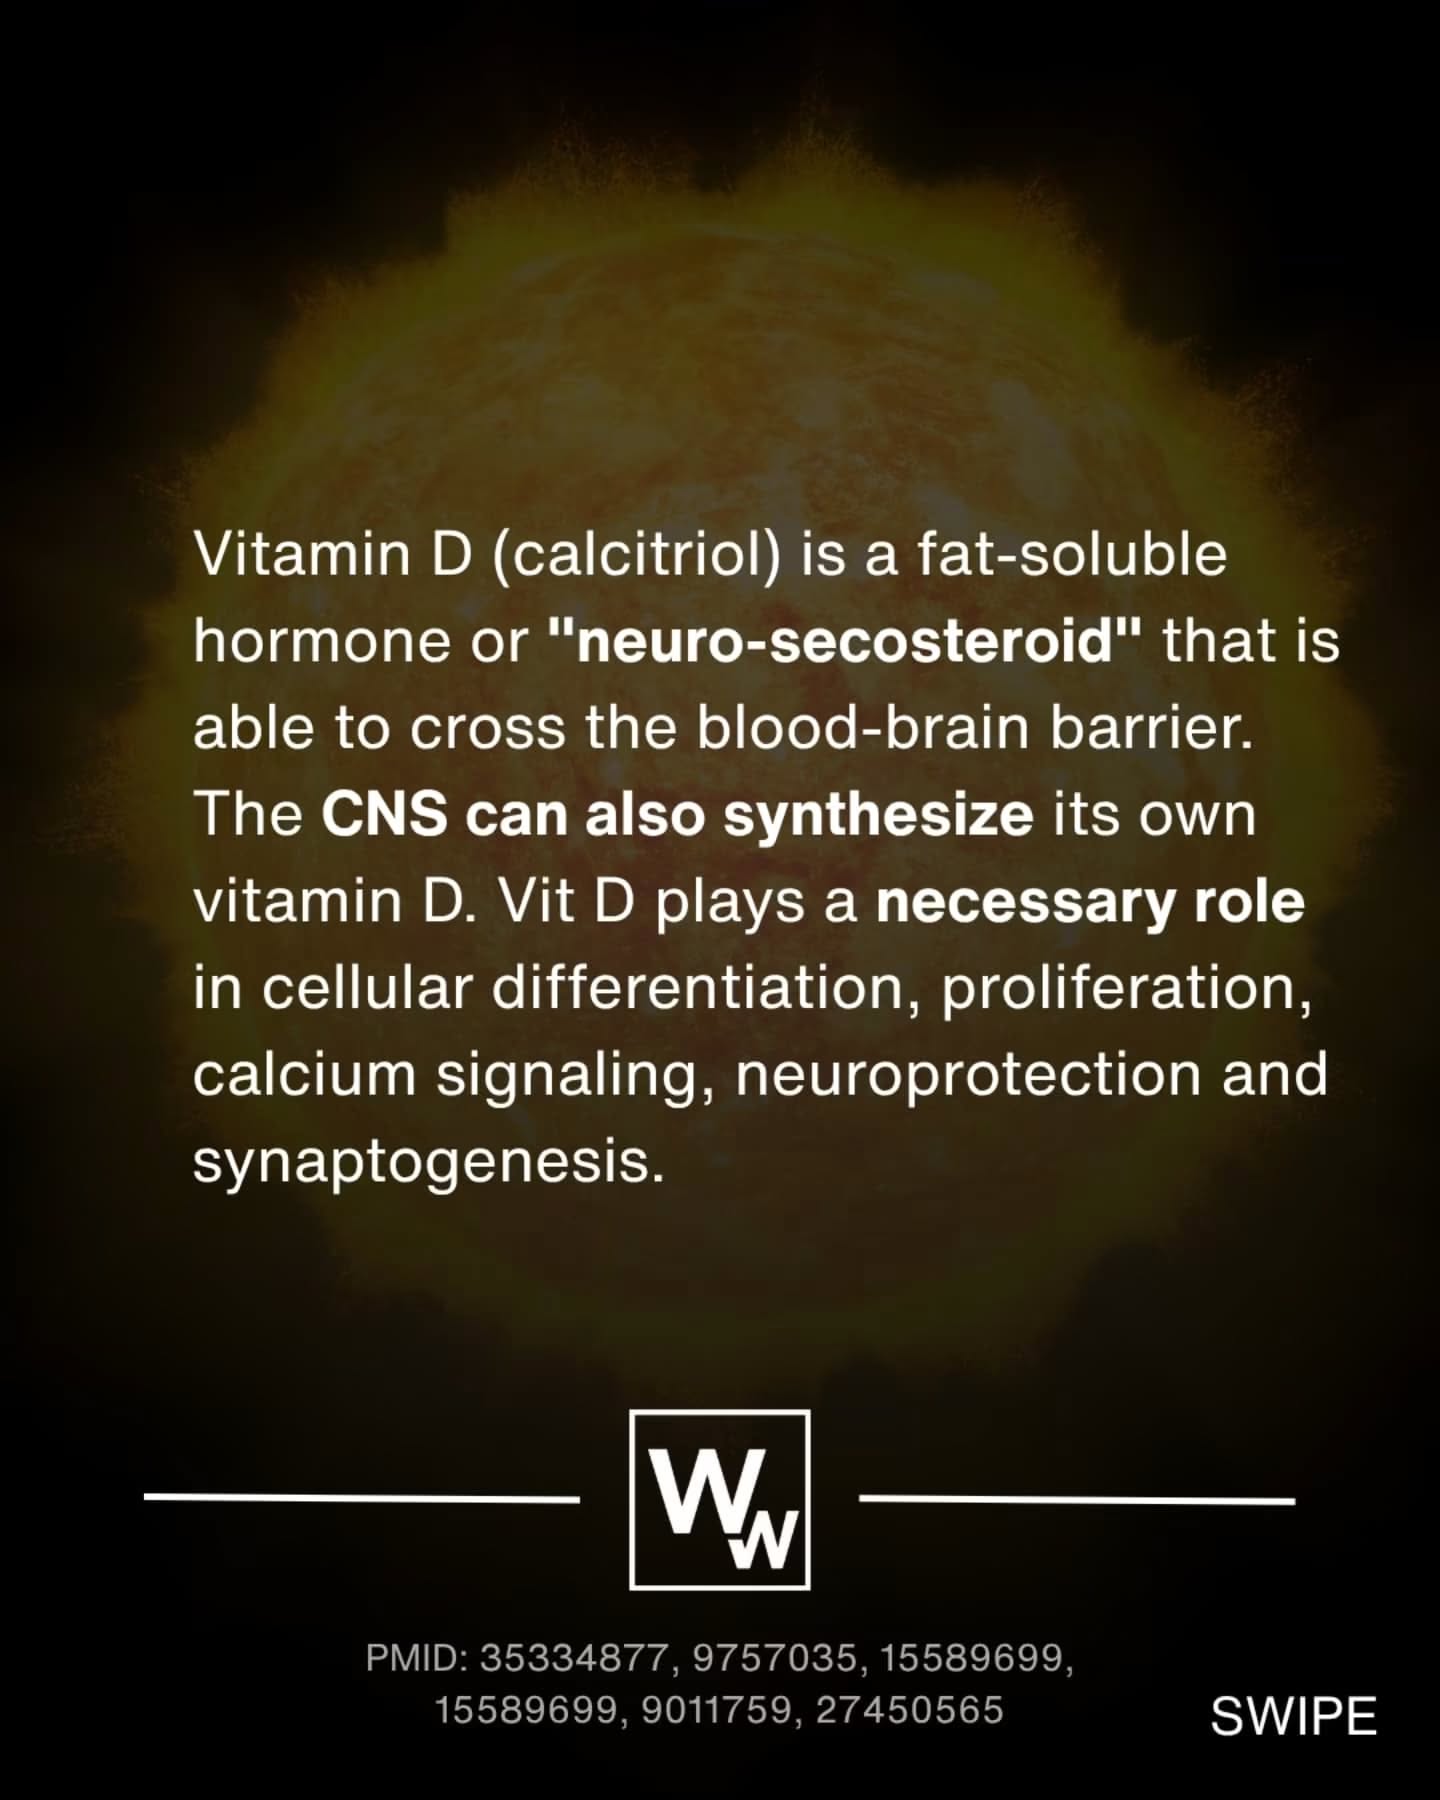 Vitamin D (calcitriol) is a fat-soluble
hormone or "neuro-secosteroid" that is
able to cross the blood-brain barrier.
The CNS can also synthesize its own
vitamin D. Vit D plays a necessary role
in cellular differentiation, proliferation,
calcium signaling, neuroprotection and
synaptogenesis.
WW
PMID: 35334877, 9757035, 15589699,
15589699, 9011759, 27450565
SWIPE